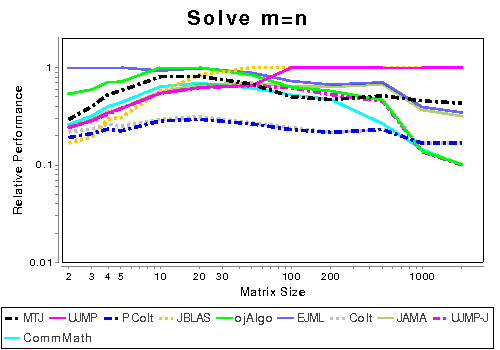 Solve m=n
Relative Performance
1
0.1
0.01
2 3 4 5 10 20 30 100 200 1000
Matrix Size
MTJ UJMP PColt JBLAS ojAlgo EJML Colt JAMA UJMP-J
CommMath